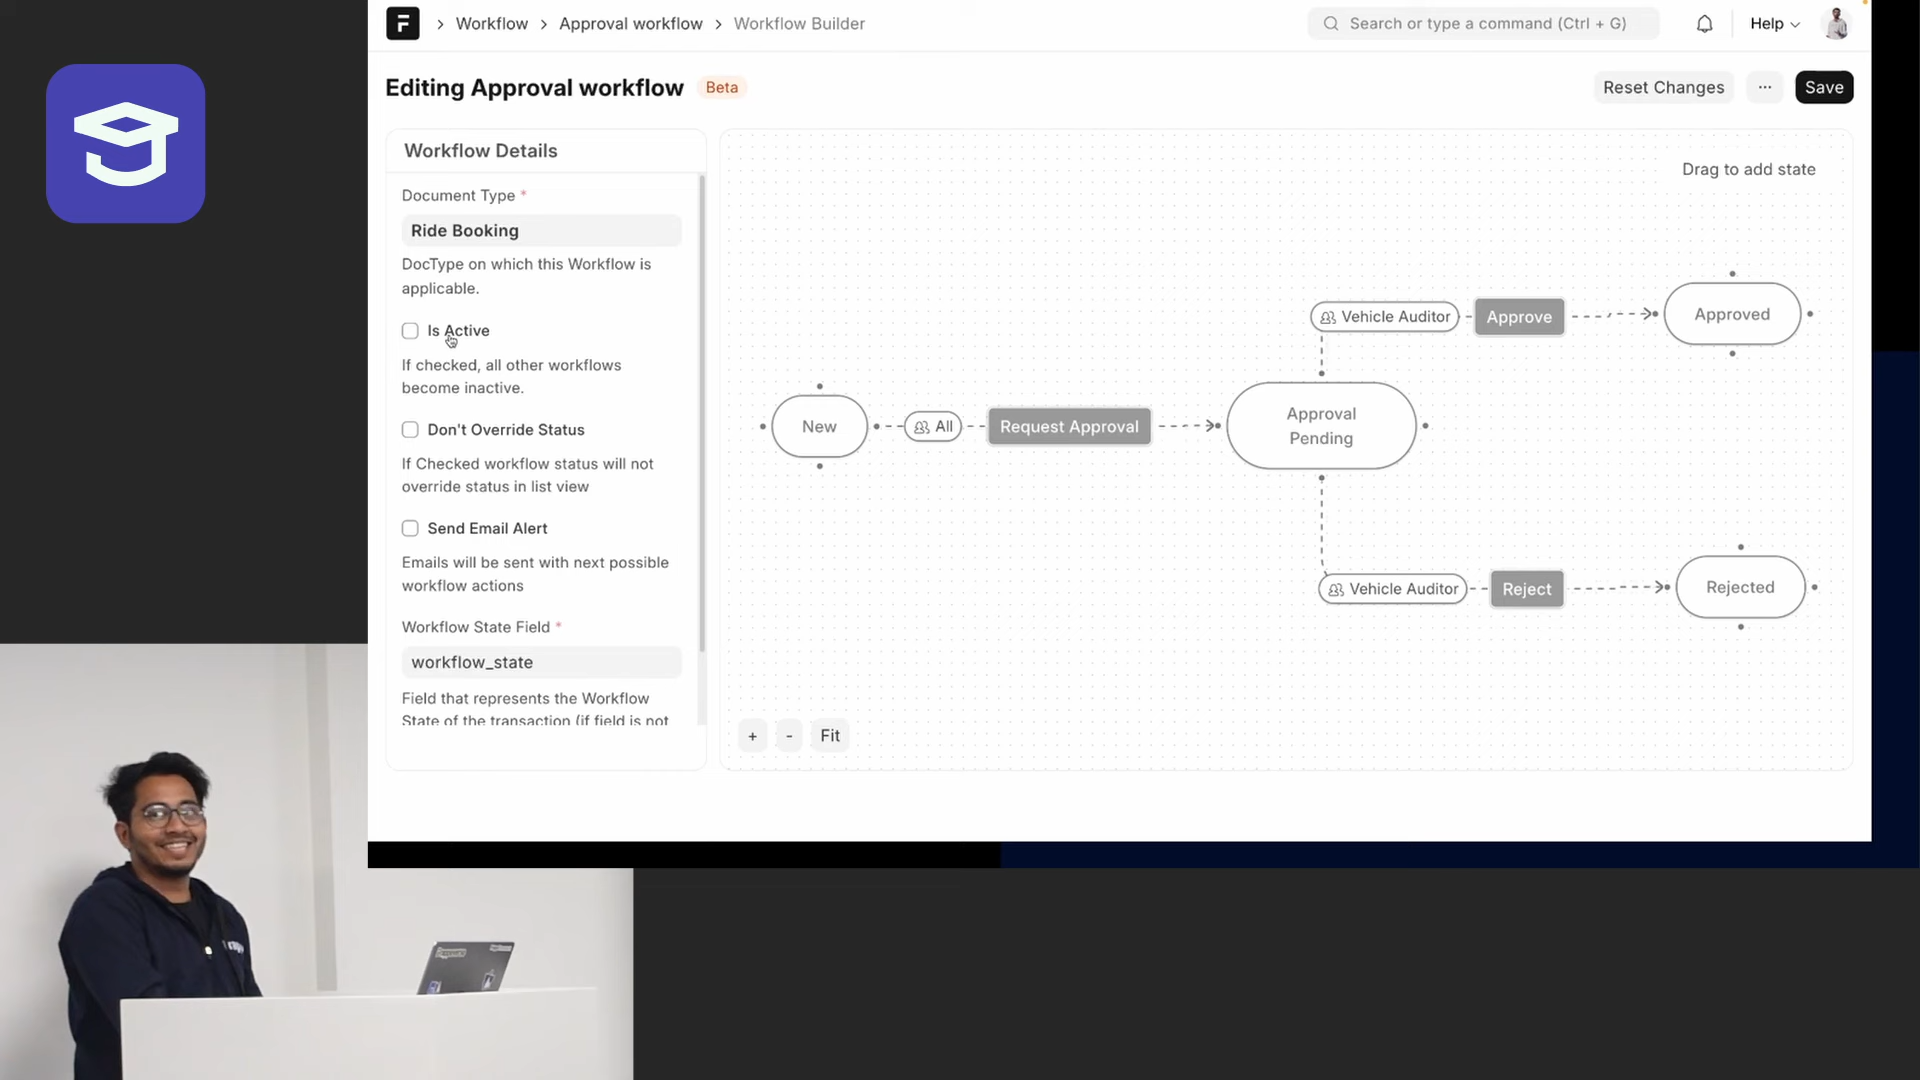 Workflow
Approval workflow
Workflow Builder
Search or type a command (Ctrl + G)
Help
Editing Approval workflow
Beta
Reset Changes
...
Save
Workflow Details
Document Type *
Ride Booking
DocType on which this Workflow is
applicable.
Is Active
If checked, all other workflows
become inactive.
Don't Override Status
If Checked workflow status will not
override status in list view
Send Email Alert
Emails will be sent with next possible
workflow actions
Workflow State Field *
workflow_state
Field that represents the Workflow
State of the transaction (if field is not
Drag to add state
Vehicle Auditor
Approve
Approved
New
All
Request Approval
Approval
Pending
Vehicle Auditor
Reject
Rejected
+
-
Fit